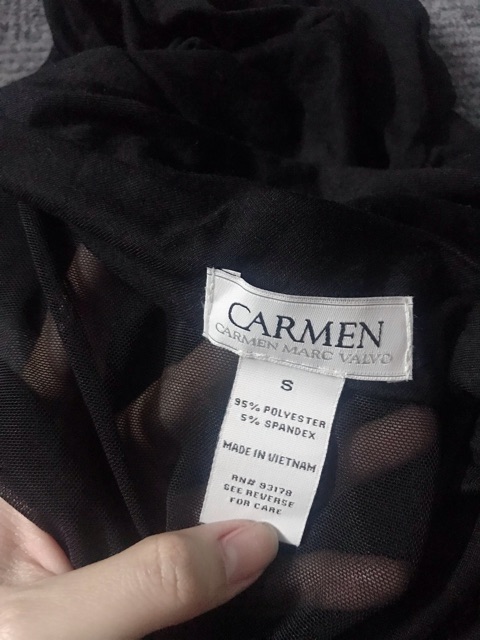 CARMEN
CARMEN MARC VALVO
S
95% POLYESTER
5% SPANDEX
MADE IN VIETNAM
RN# 93178
SEE REVERSE
FOR CARE